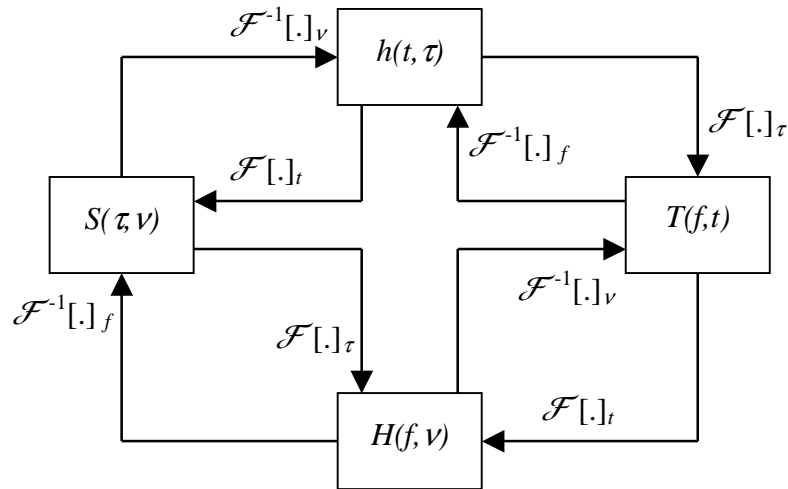 ℱ⁻¹[.]ν
h(t,τ)
ℱ[.]τ
ℱ⁻¹[.] f
ℱ[.]t
S(τ,ν)
T(f,t)
ℱ⁻¹[.]ν
ℱ⁻¹[.] f
ℱ[.]τ
ℱ[.]t
H(f,ν)